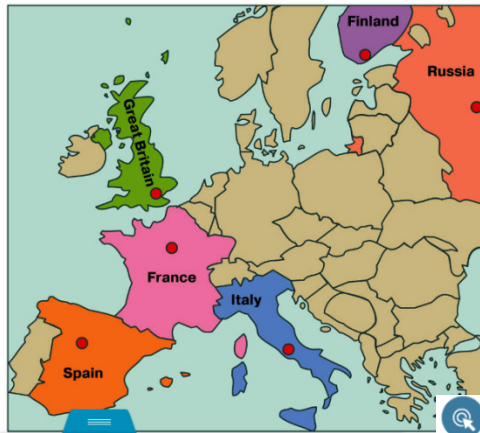 Finland
Russia
Great Britain
France
Italy
Spain